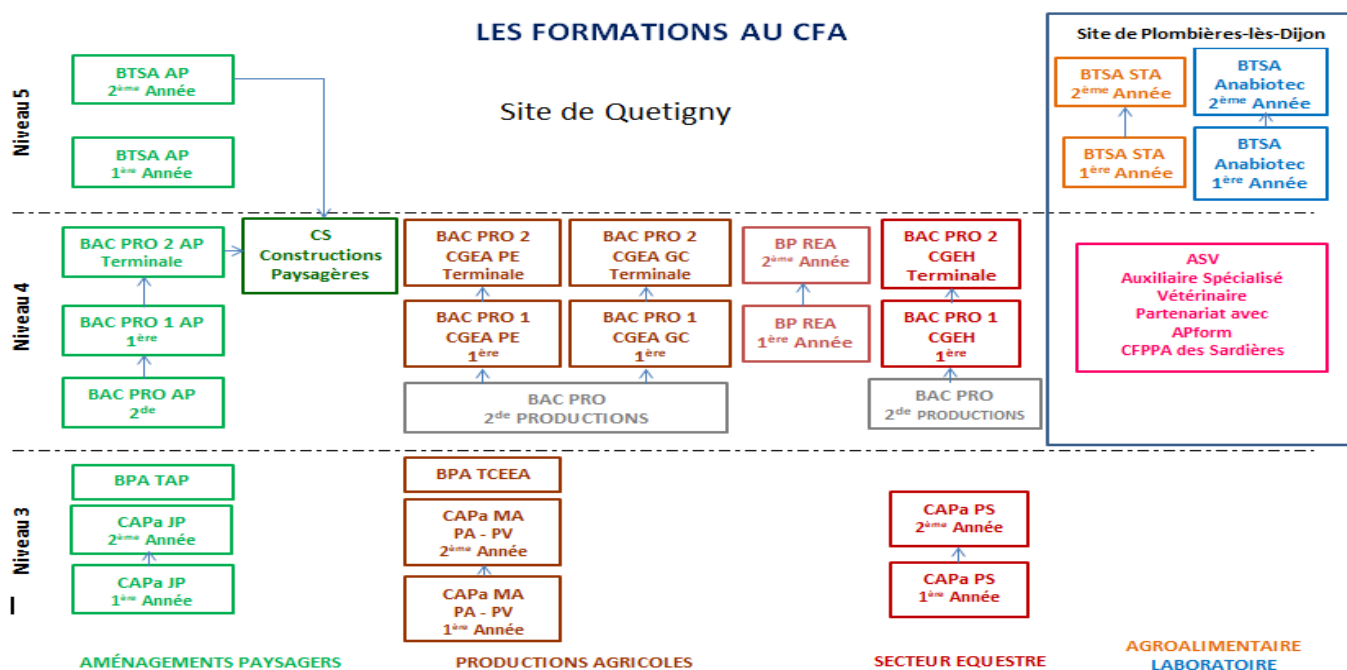 LES FORMATIONS AU CFA
Site de Quetigny
Site de Plombières-lès-Dijon
Niveau 5
BTSA AP
2ème Année
BTSA AP
1ère Année
BTSA STA
2ème Année
BTSA
Anabiotec
2ème Année
BTSA STA
1ère Année
BTSA
Anabiotec
1ère Année
Niveau 4
BAC PRO 2 AP
Terminale
CS
Constructions
Paysagères
BAC PRO 2
CGEA PE
Terminale
BAC PRO 2
CGEA GC
Terminale
BP REA
2ème Année
BAC PRO 2
CGEH
Terminale
ASV
Auxiliaire Spécialisé
Vétérinaire
Partenariat avec
APform
CFPPA des Sardières
BAC PRO 1 AP
1ère
BAC PRO 1
CGEA PE
1ère
BAC PRO 1
CGEA GC
1ère
BP REA
1ère Année
BAC PRO 1
CGEH
1ère
BAC PRO AP
2de
BAC PRO
2de PRODUCTIONS
BAC PRO
2de PRODUCTIONS
Niveau 3
BPA TAP
BPA TCEEA
CAPa JP
2ème Année
CAPa MA
PA - PV
2ème Année
CAPa PS
2ème Année
CAPa JP
1ère Année
CAPa MA
PA - PV
1ère Année
CAPa PS
1ère Année
I
AMÉNAGEMENTS PAYSAGERS
PRODUCTIONS AGRICOLES
SECTEUR EQUESTRE
AGROALIMENTAIRE
LABORATOIRE